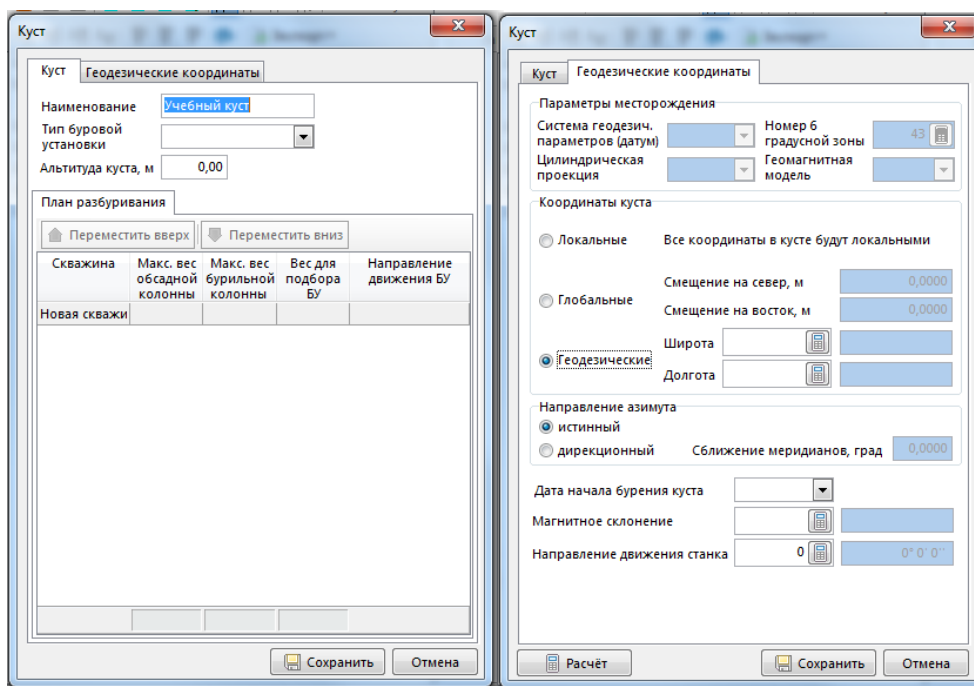 Куст
Куст
Геодезические координаты
Наименование
Учебный куст
Тип буровой
установки
Альтитуда куста, м
0,00
План разбуривания
Переместить вверх
Переместить вниз
Скважина
Макс. вес
обсадной
колонны
Макс. вес
бурильной
колонны
Вес для
подбора
БУ
Направление
движения БУ
Новая скважи
Сохранить
Отмена
Куст
Куст
Геодезические координаты
Параметры месторождения
Система геодезич.
параметров (датум)
Номер 6
градусной зоны
43
Цилиндрическая
проекция
Геомагнитная
модель
Координаты куста
Локальные
Все координаты в кусте будут локальными
Глобальные
Смещение на север, м
0,0000
Смещение на восток, м
0,0000
Геодезические
Широта
Долгота
Направление азимута
истинный
дирекционный
Сближение меридианов, град
0,0000
Дата начала бурения куста
Магнитное склонение
Направление движения станка
0
0° 0' 0''
Расчёт
Сохранить
Отмена